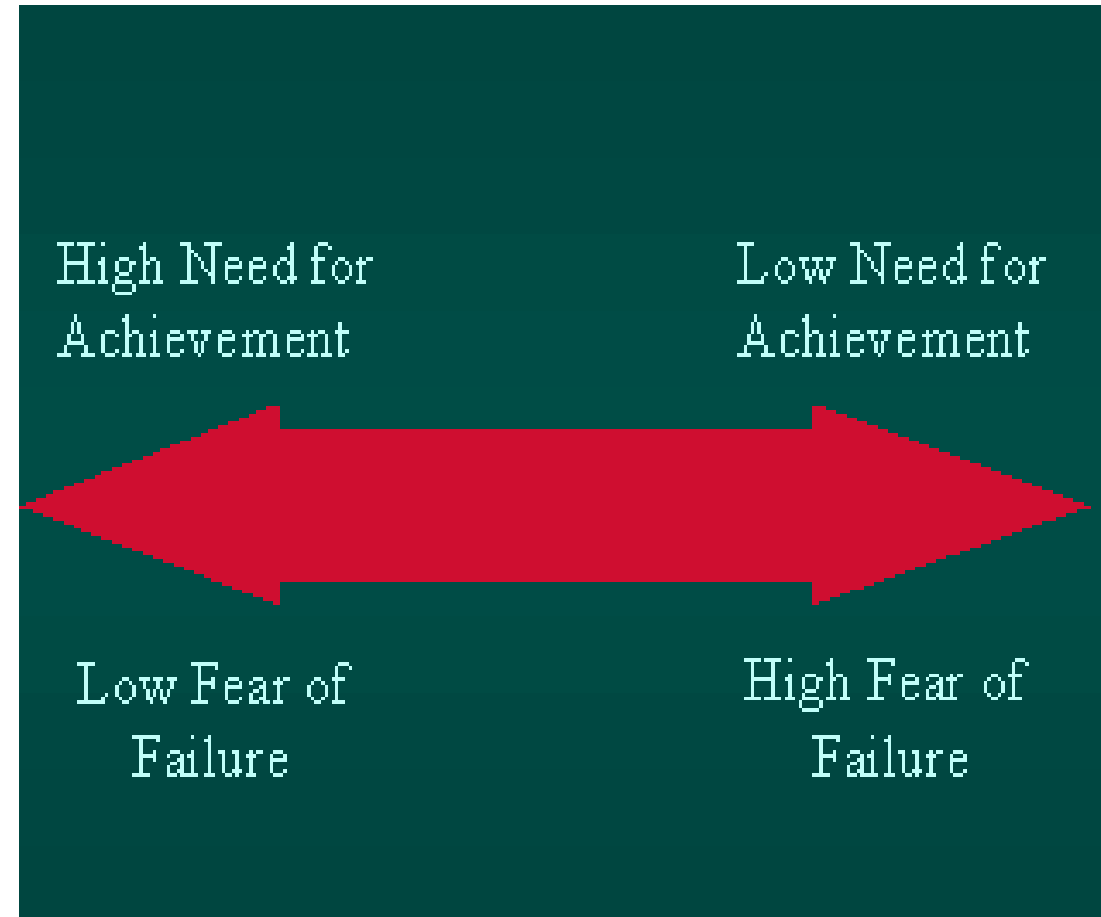 High Need for
Achievement
Low Need for
Achievement
Low Fear of
Failure
High Fear of
Failure